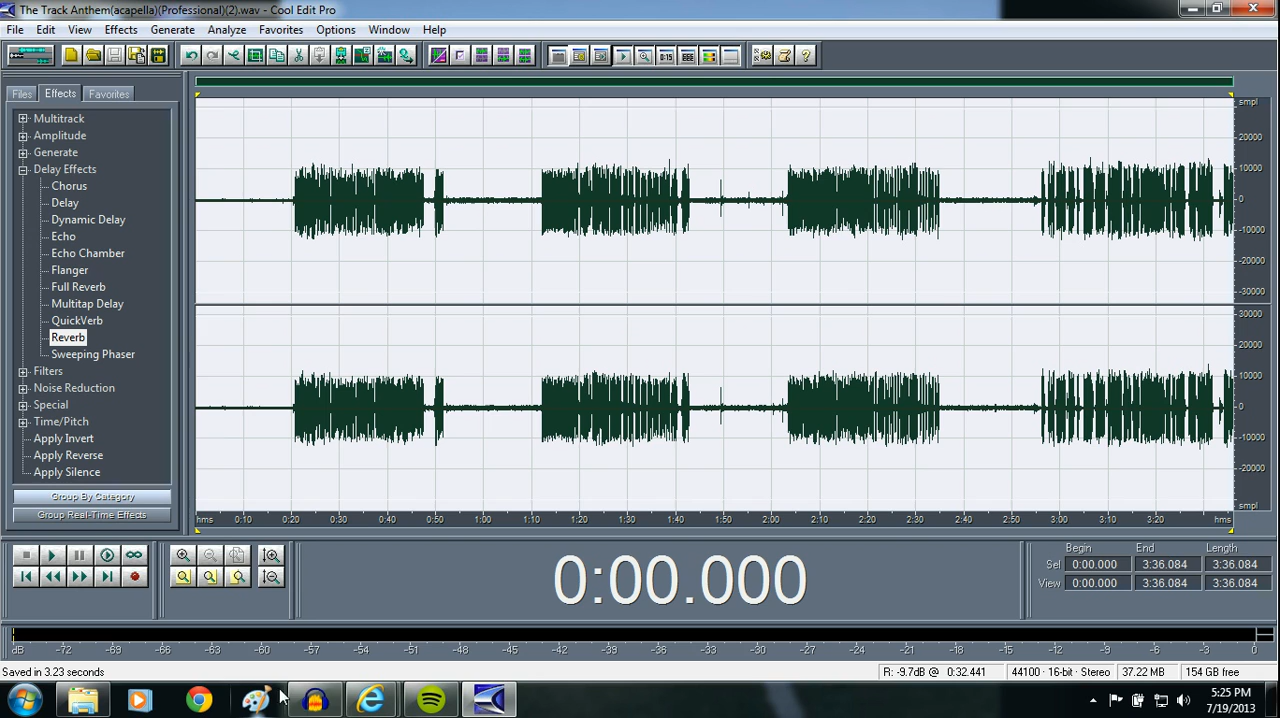 The Track Anthem(acapella)(Professional)(2).wav - Cool Edit Pro
File Edit View Effects Generate Analyze Favorites Options Window Help
Files Effects Favorites
Multitrack
Amplitude
Generate
Delay Effects
Chorus
Delay
Dynamic Delay
Echo
Echo Chamber
Flanger
Full Reverb
Multitap Delay
QuickVerb
Reverb
Sweeping Phaser
Filters
Noise Reduction
Special
Time/Pitch
Apply Invert
Apply Reverse
Apply Silence
Group By Category
Group Real-Time Effects
smpl
20000
10000
0
-10000
-20000
-30000
30000
20000
10000
0
-10000
-20000
smpl
hms 0:10 0:20 0:30 0:40 0:50 1:00 1:10 1:20 1:30 1:40 1:50 2:00 2:10 2:20 2:30 2:40 2:50 3:00 3:10 3:20 hms
0:00.000
Begin End Length
Sel 0:00.000 3:36.084 3:36.084
View 0:00.000 3:36.084 3:36.084
dB -72 -69 -66 -63 -60 -57 -54 -51 -48 -45 -42 -39 -36 -33 -30 -27 -24 -21 -18 -15 -12 -9 -6 -3 0
Saved in 3.23 seconds
R: -9.7dB @ 0:32.441 44100 · 16-bit · Stereo 37.22 MB 154 GB free
5:25 PM
7/19/2013